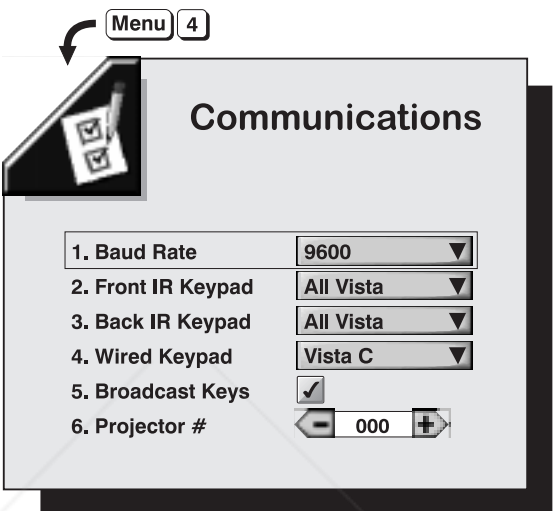 Menu 4
Communications
1. Baud Rate 9600
2. Front IR Keypad All Vista
3. Back IR Keypad All Vista
4. Wired Keypad Vista C
5. Broadcast Keys
6. Projector # 000